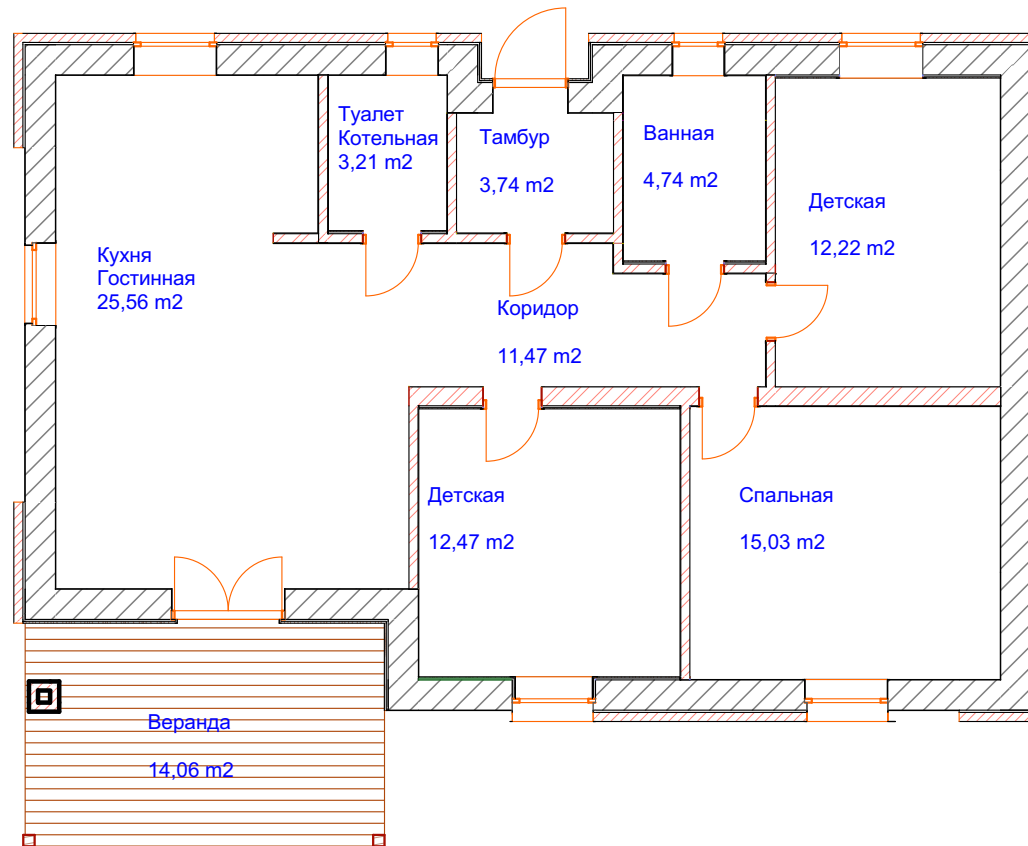 Туалет
Котельная
3,21 m2
Тамбур
3,74 m2
Ванная
4,74 m2
Детская
12,22 m2
Кухня
Гостинная
25,56 m2
Коридор
11,47 m2
Детская
12,47 m2
Спальная
15,03 m2
Веранда
14,06 m2